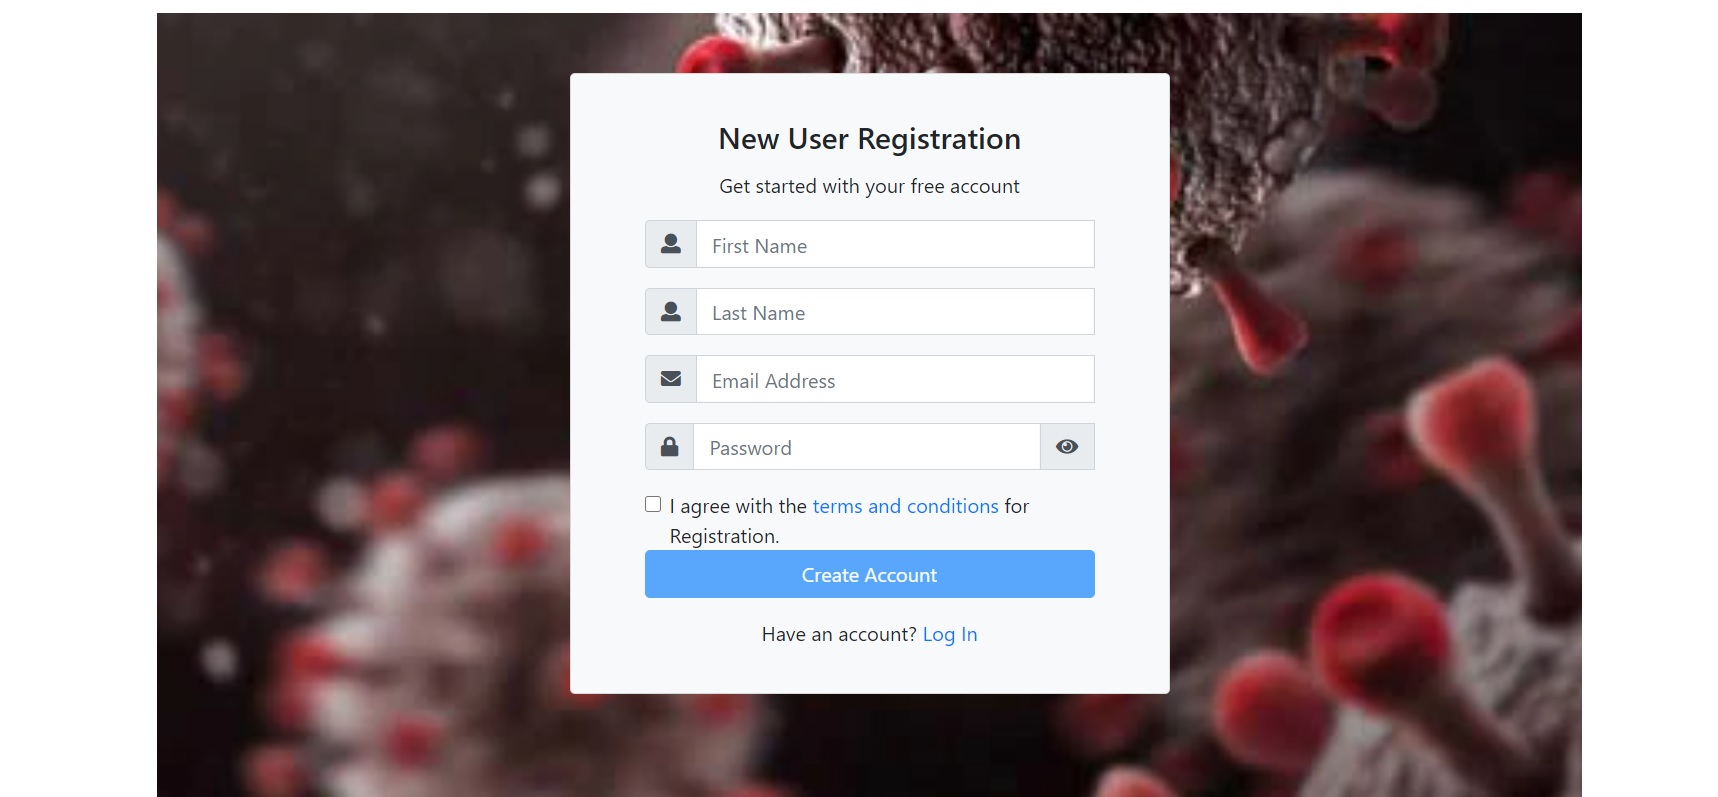 New User Registration
Get started with your free account
First Name
Last Name
Email Address
Password
I agree with the terms and conditions for
Registration.
Create Account
Have an account? Log In